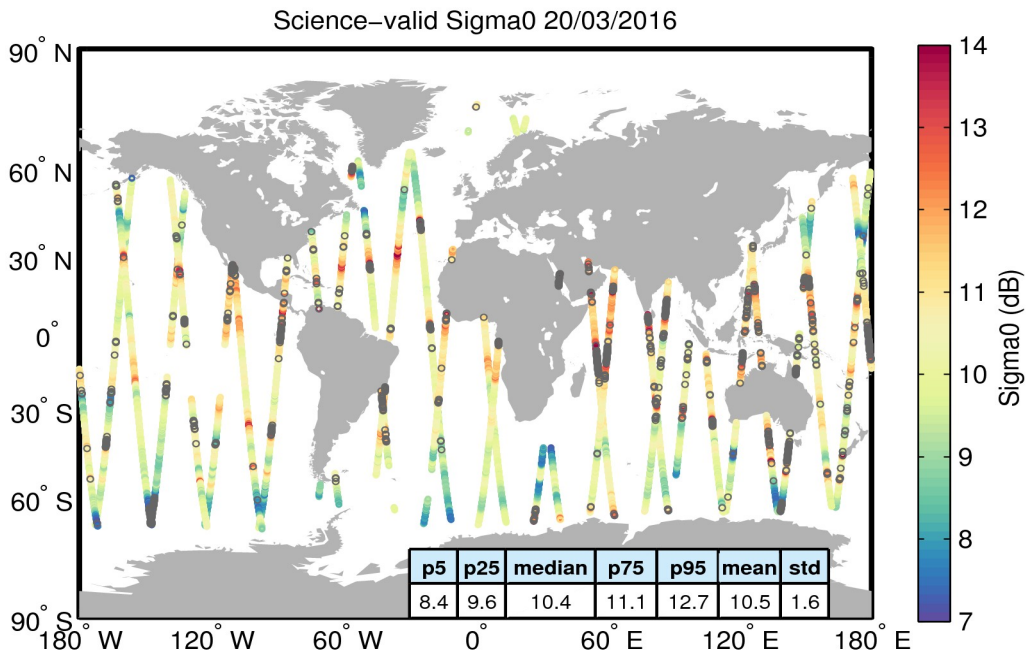 Science−valid Sigma0 20/03/2016
90° N
60° N
30° N
0°
30° S
60° S
90° S
180° W
120° W
60° W
0°
60° E
120° E
180° E
p5 p25 median p75 p95 mean std
8.4 9.6 10.4 11.1 12.7 10.5 1.6
14
13
12
11
10
9
8
7
Sigma0 (dB)